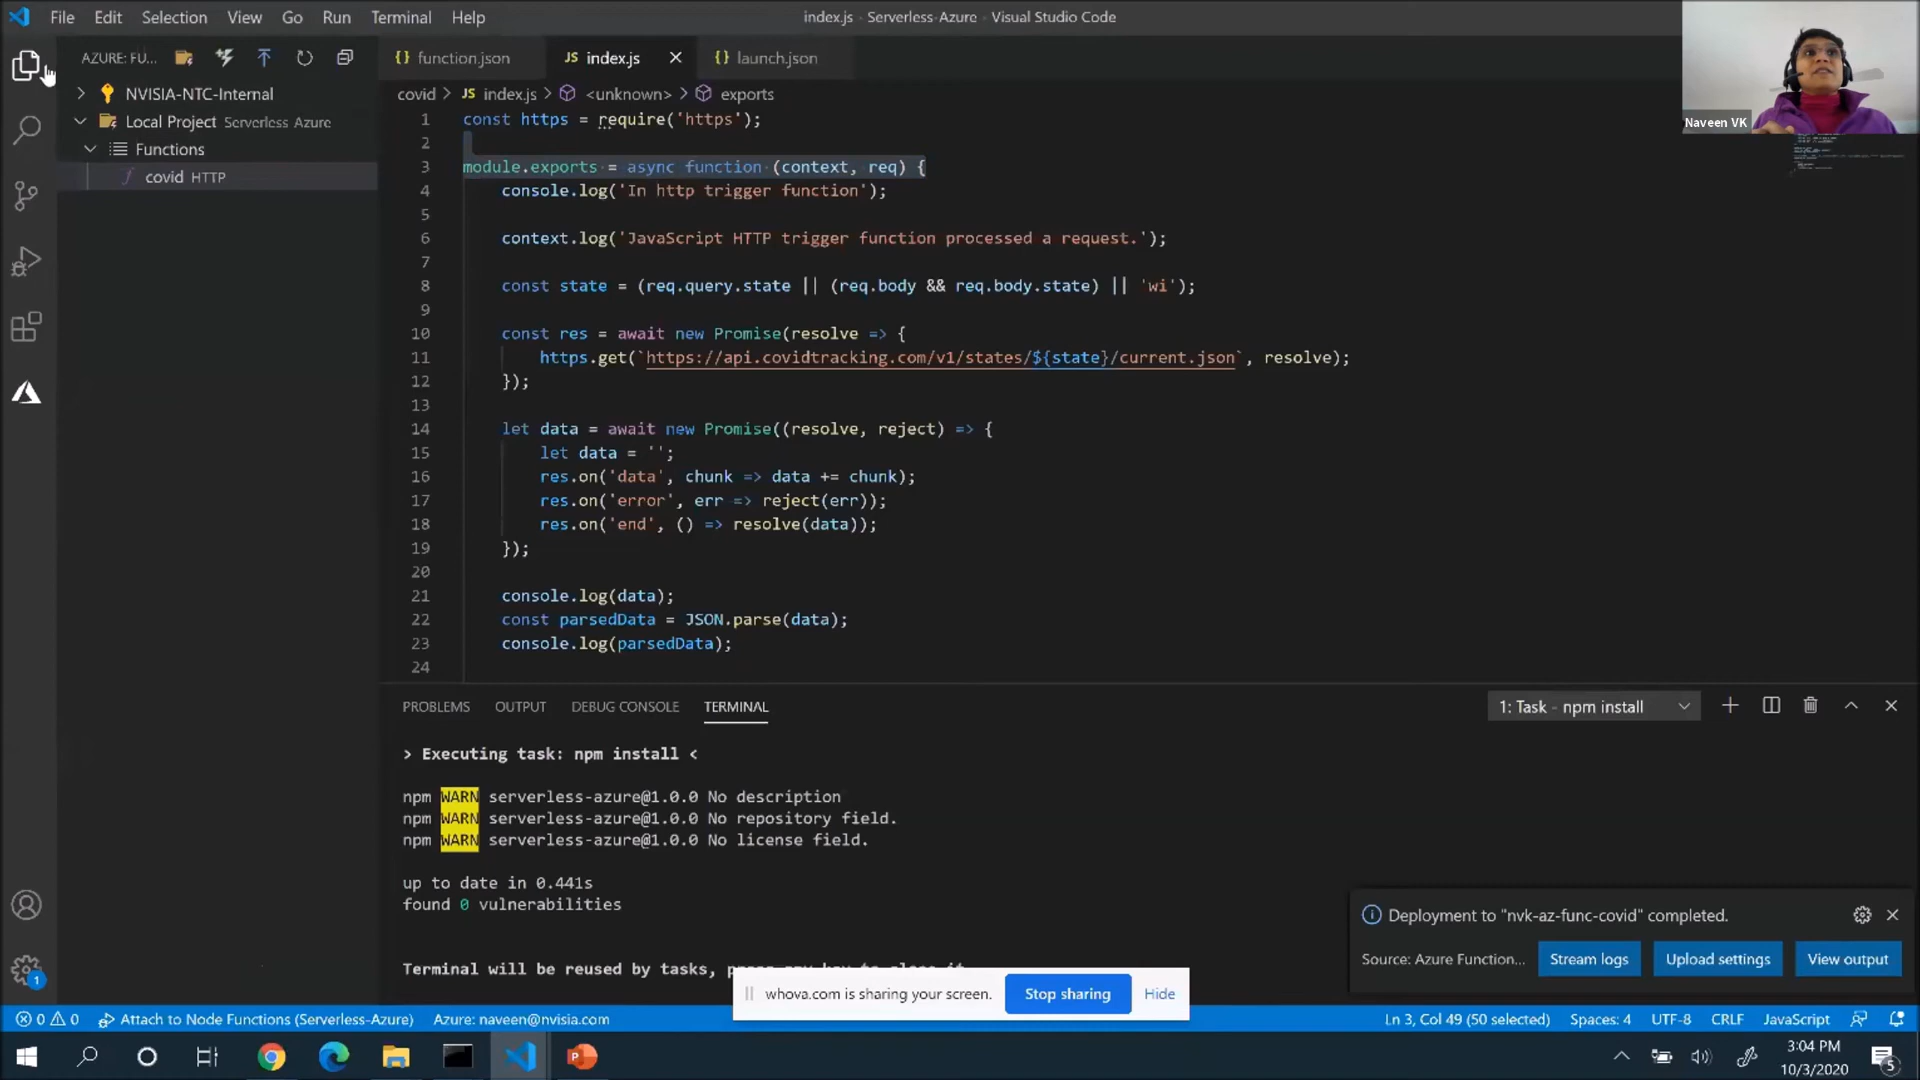 File Edit Selection View Go Run Terminal Help
index.js - Serverless-Azure - Visual Studio Code
AZURE: FU...
NVISIA-NTC-Internal
Local Project Serverless Azure
Functions
covid HTTP
function.json
JS index.js
launch.json
covid > JS index.js > <unknown> > exports
1 const https = require('https');
2
3 module.exports = async function (context, req) {
4 console.log('In http trigger function');
5
6 context.log('JavaScript HTTP trigger function processed a request.');
7
8 const state = (req.query.state || (req.body && req.body.state) || 'wi');
9
10 const res = await new Promise(resolve => {
11 https.get(`https://api.covidtracking.com/v1/states/${state}/current.json`, resolve);
12 });
13
14 let data = await new Promise((resolve, reject) => {
15 let data = '';
16 res.on('data', chunk => data += chunk);
17 res.on('error', err => reject(err));
18 res.on('end', () => resolve(data));
19 });
20
21 console.log(data);
22 const parsedData = JSON.parse(data);
23 console.log(parsedData);
24
Naveen VK
PROBLEMS OUTPUT DEBUG CONSOLE TERMINAL
1: Task - npm install
> Executing task: npm install <
npm WARN serverless-azure@1.0.0 No description
npm WARN serverless-azure@1.0.0 No repository field.
npm WARN serverless-azure@1.0.0 No license field.
up to date in 0.441s
found 0 vulnerabilities
Terminal will be reused by tasks,
Deployment to "nvk-az-func-covid" completed.
Source: Azure Function...
Stream logs
Upload settings
View output
whova.com is sharing your screen.
Stop sharing
Hide
1
0 0 Attach to Node Functions (Serverless-Azure) Azure: naveen@nvisia.com
Ln 3, Col 49 (50 selected) Spaces: 4 UTF-8 CRLF JavaScript
3:04 PM
10/3/2020
5